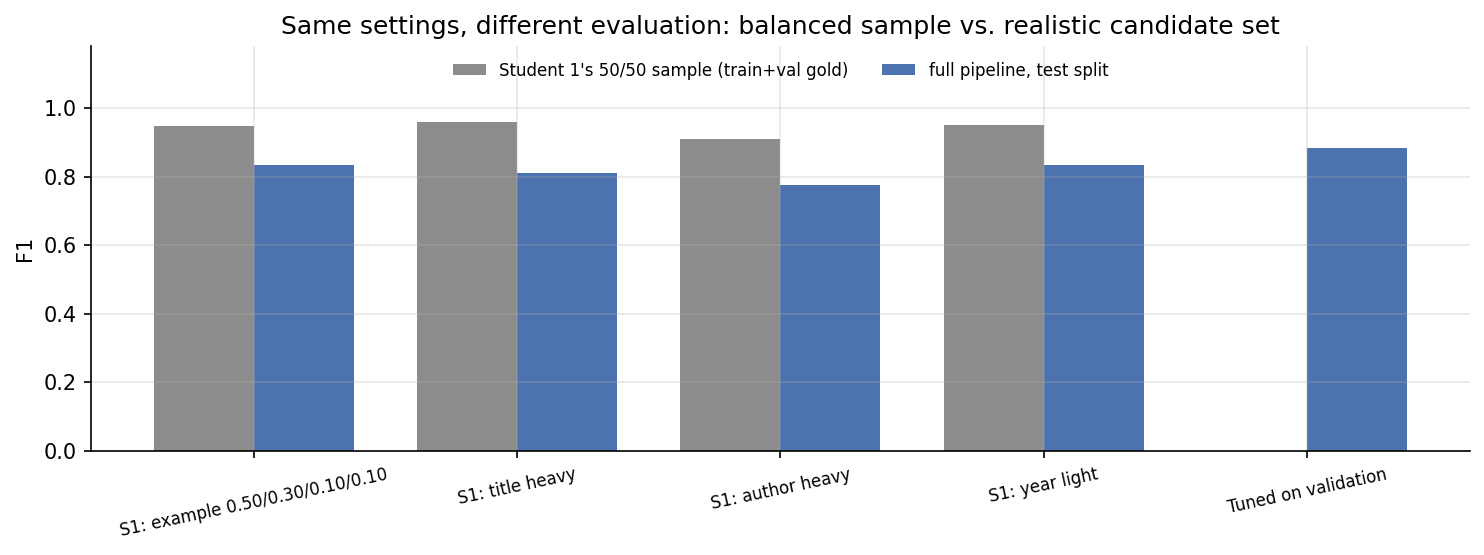 Same settings, different evaluation: balanced sample vs. realistic candidate set
Student 1's 50/50 sample (train+val gold)
full pipeline, test split
F1
1.0
0.8
0.6
0.4
0.2
0.0
S1: example 0.50/0.30/0.10/0.10
S1: title heavy
S1: author heavy
S1: year light
Tuned on validation